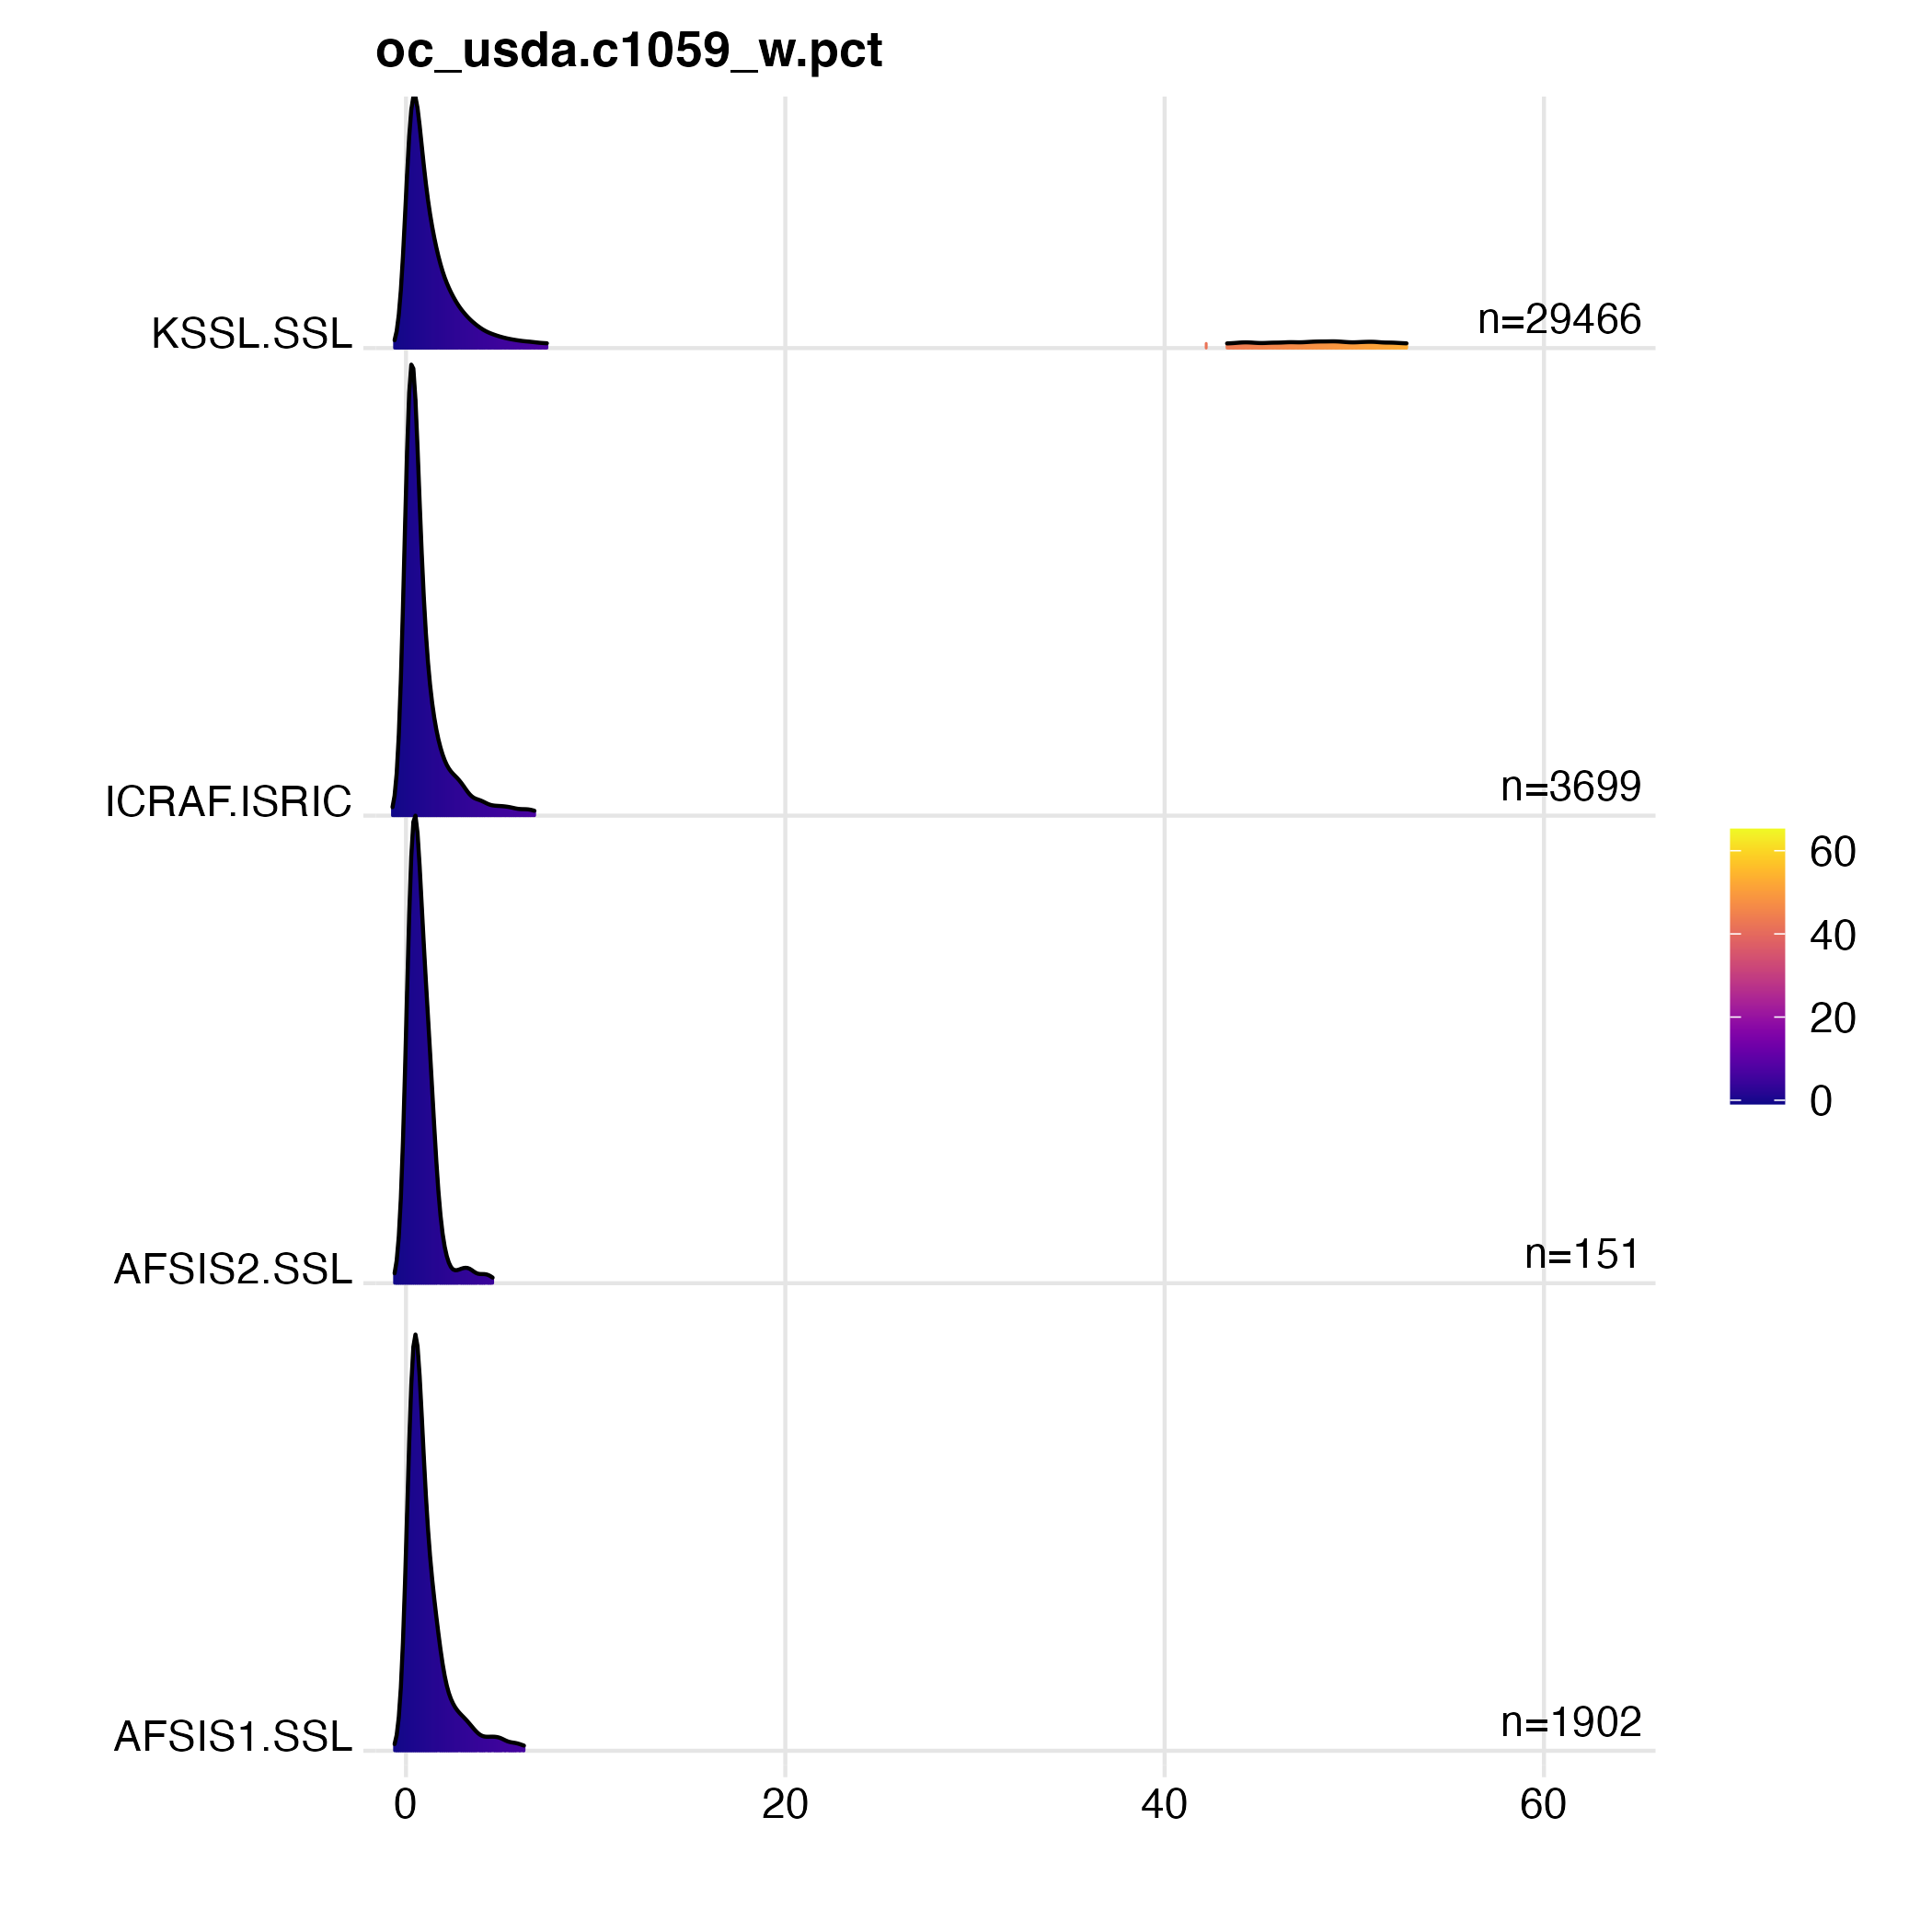 oc_usda.c1059_w.pct
KSSL.SSL
n=29466
ICRAF.ISRIC
n=3699
AFSIS2.SSL
n=151
AFSIS1.SSL
n=1902
0 20 40 60
60
40
20
0